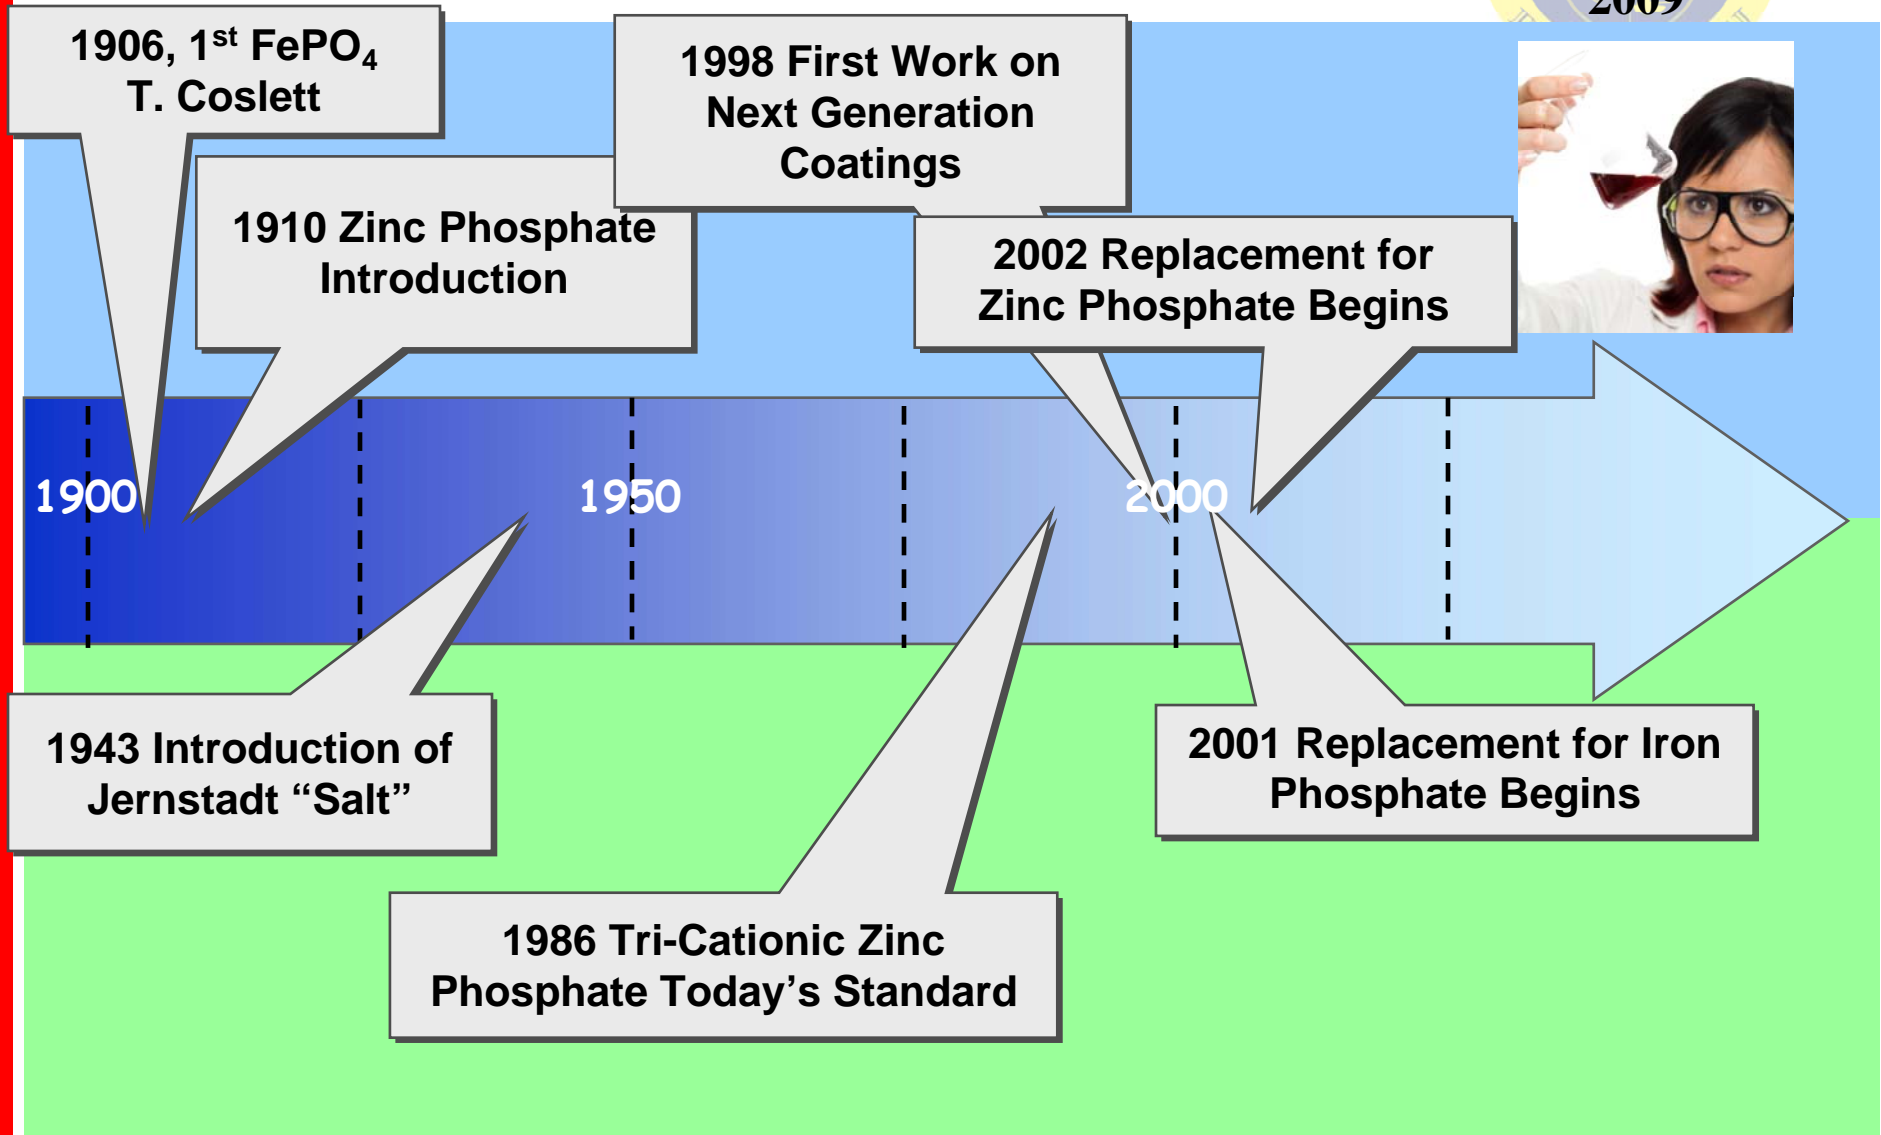 2009
1906, 1st FePO4
T. Coslett
1998 First Work on
Next Generation
Coatings
1910 Zinc Phosphate
Introduction
2002 Replacement for
Zinc Phosphate Begins
1900
1950
2000
1943 Introduction of
Jernstadt “Salt”
2001 Replacement for Iron
Phosphate Begins
1986 Tri-Cationic Zinc
Phosphate Today’s Standard